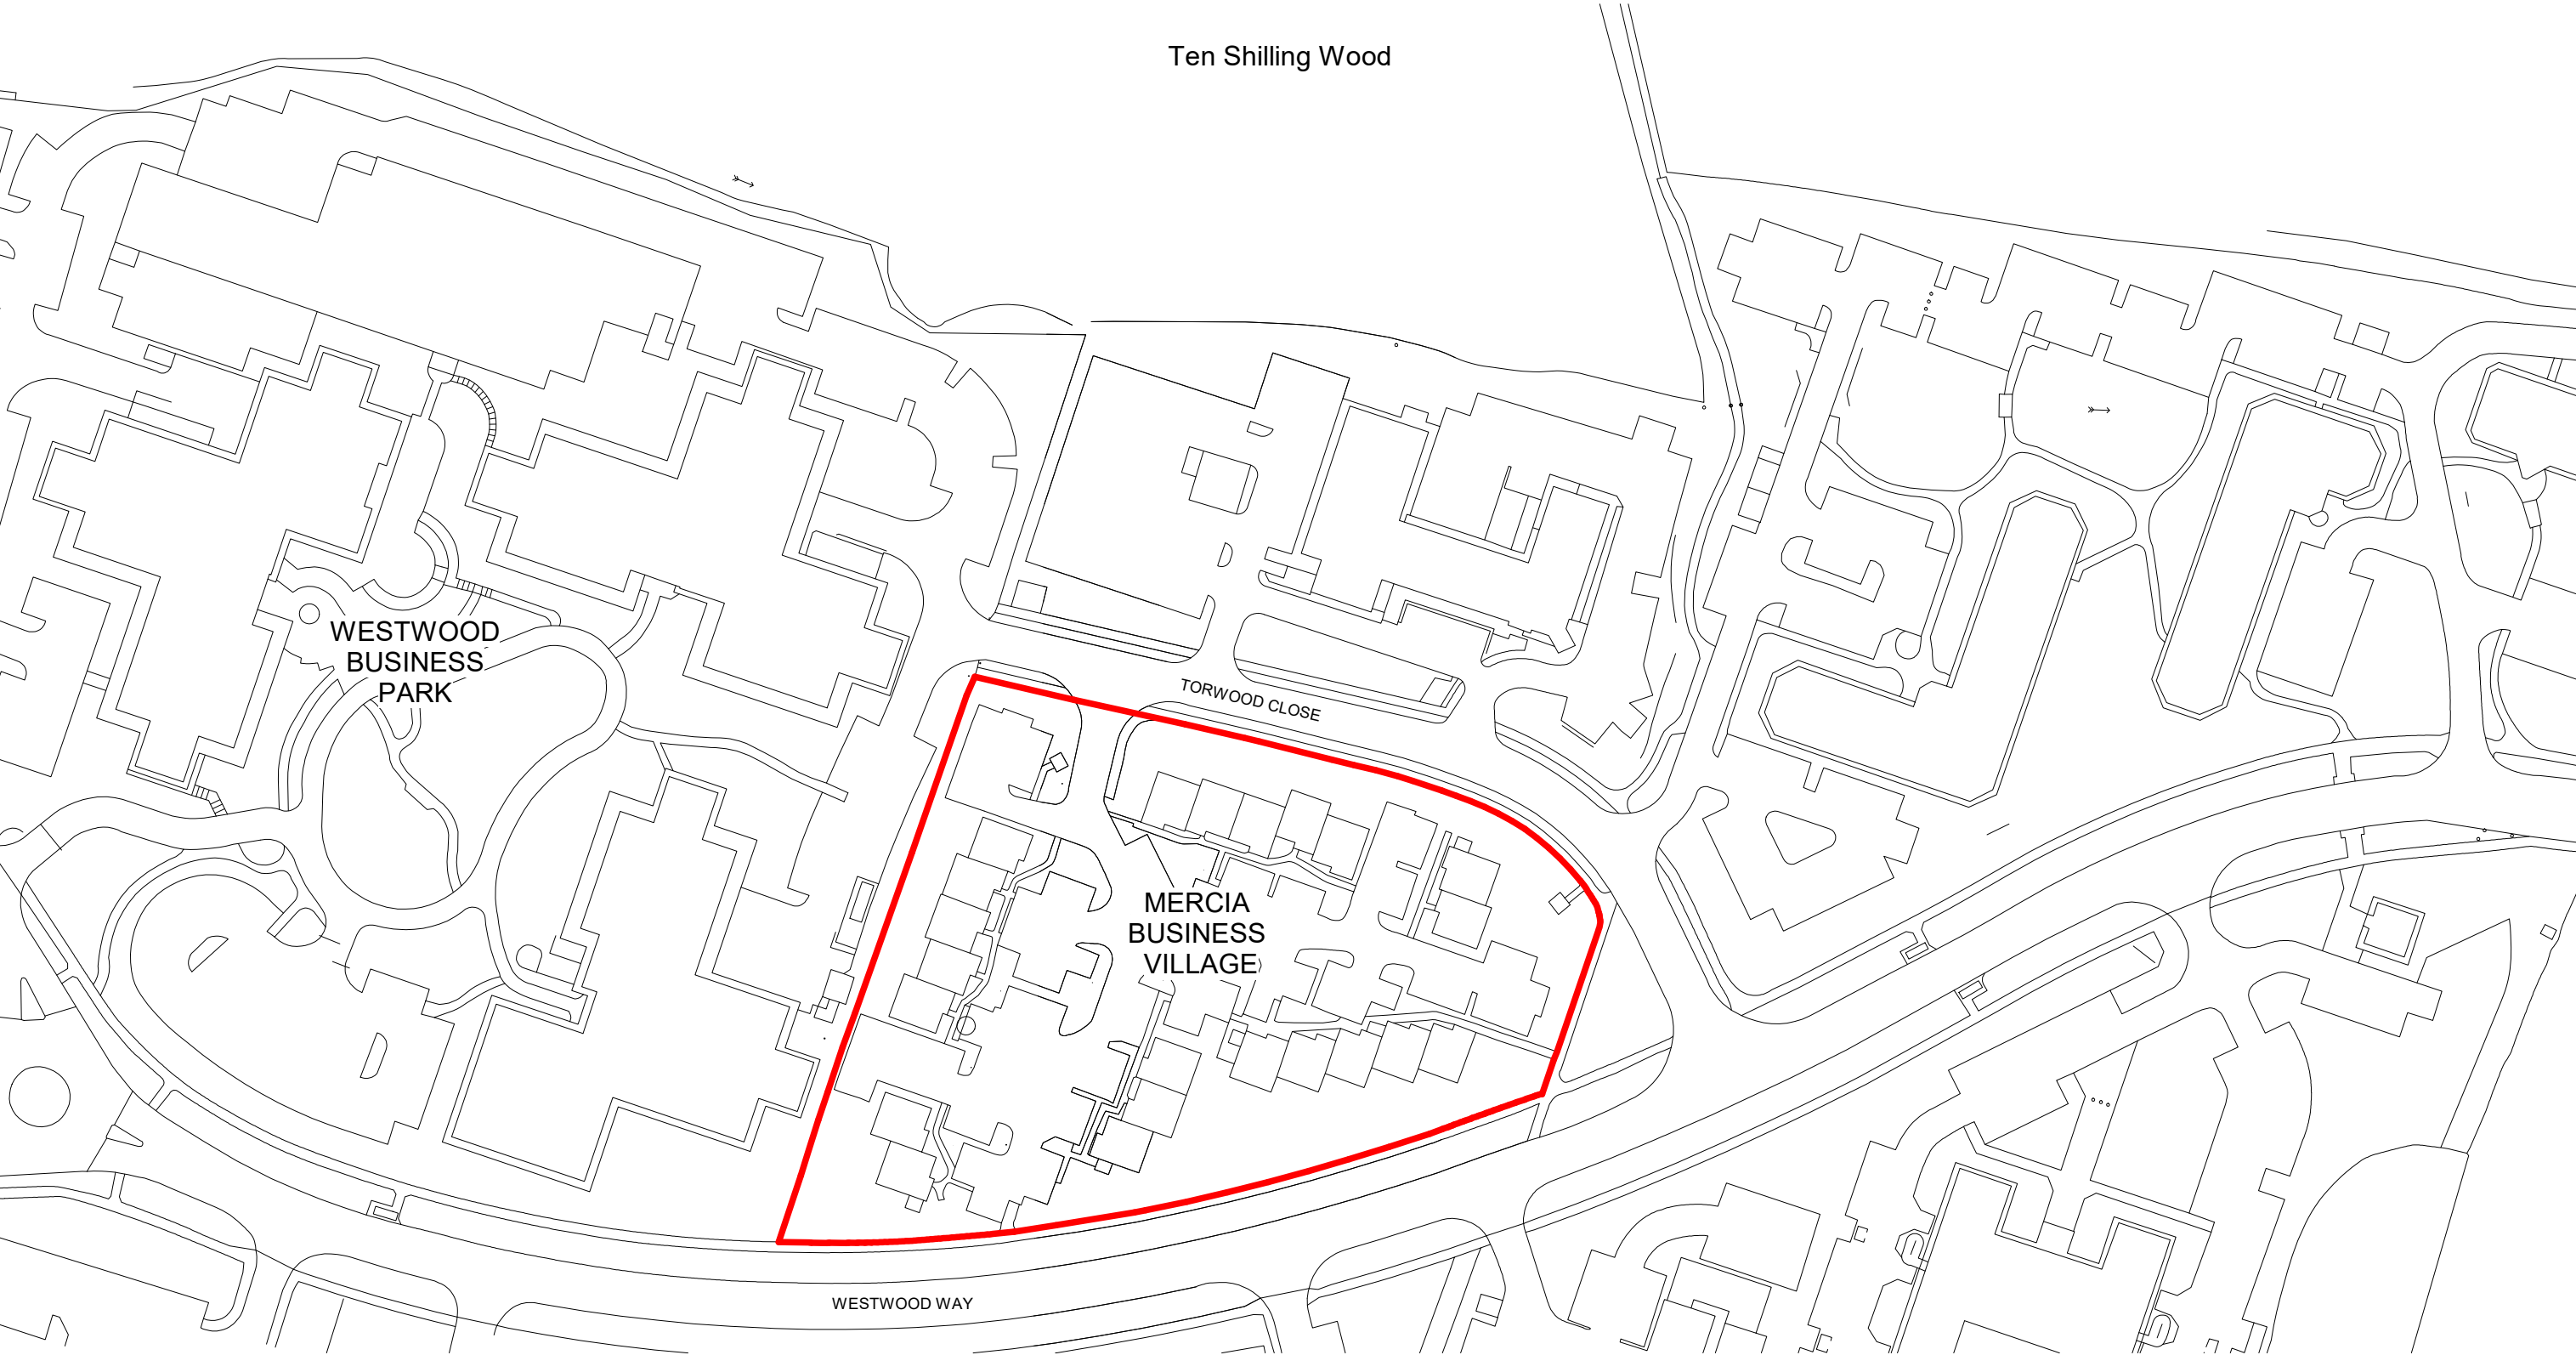 Ten Shilling Wood
WESTWOOD
BUSINESS
PARK
TORWOOD CLOSE
MERCIA
BUSINESS
VILLAGE
WESTWOOD WAY